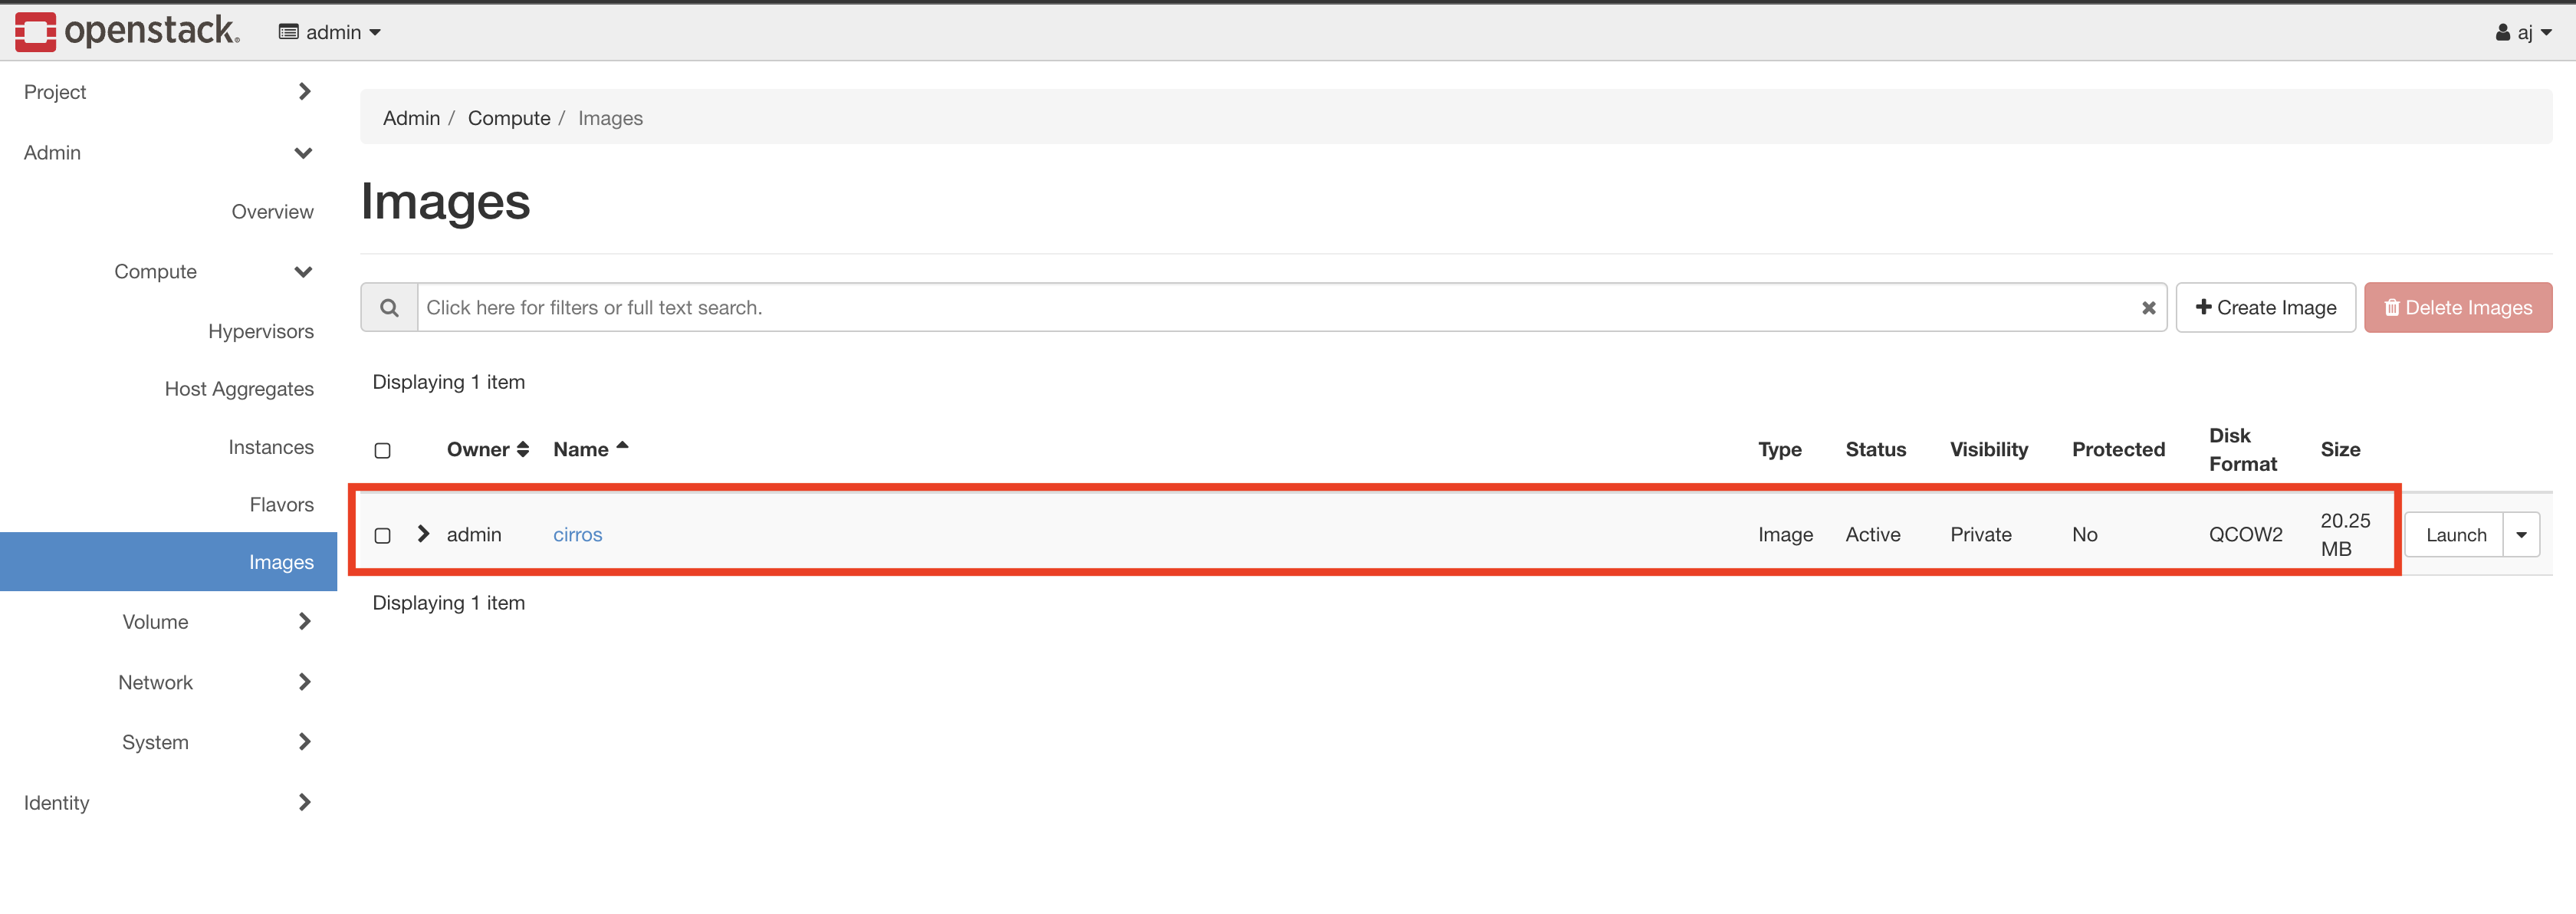 openstack.
admin
aj
Project
Admin
Overview
Compute
Hypervisors
Host Aggregates
Instances
Flavors
Images
Volume
Network
System
Identity
Admin / Compute / Images
Images
Click here for filters or full text search.
Create Image
Delete Images
Displaying 1 item
Owner Name Type Status Visibility Protected Disk Format Size
admin cirros Image Active Private No QCOW2 20.25 MB Launch
Displaying 1 item